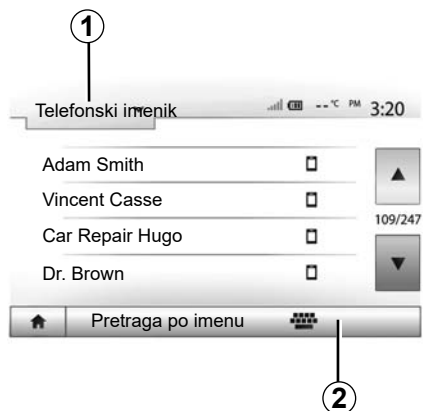 1
Telefonski imenik --°C PM 3:20
Adam Smith
Vincent Casse
109/247
Car Repair Hugo
Dr. Brown
Pretraga po imenu
2